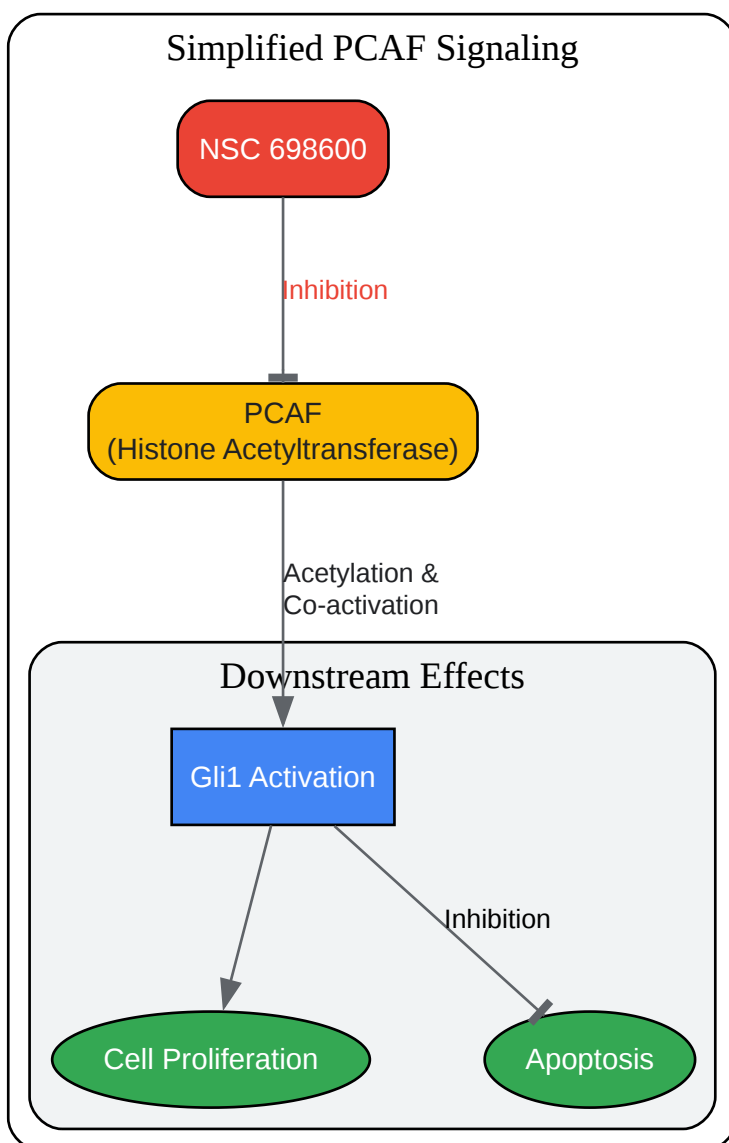 Simplified PCAF Signaling
NSC 698600
Inhibition
PCAF
(Histone Acetyltransferase)
Acetylation &
Co-activation
Downstream Effects
Gli1 Activation
Inhibition
Cell Proliferation
Apoptosis